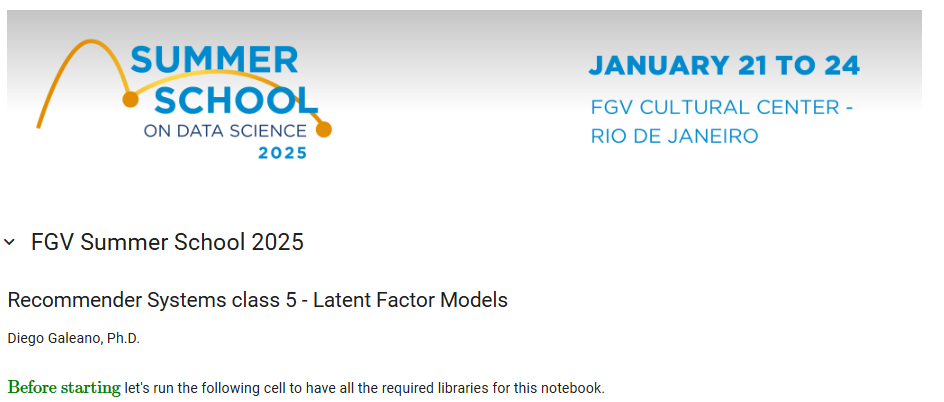 SUMMER
SCHOOL
ON DATA SCIENCE
2025
JANUARY 21 TO 24
FGV CULTURAL CENTER -
RIO DE JANEIRO
FGV Summer School 2025
Recommender Systems class 5 - Latent Factor Models
Diego Galeano, Ph.D.
Before starting let's run the following cell to have all the required libraries for this notebook.